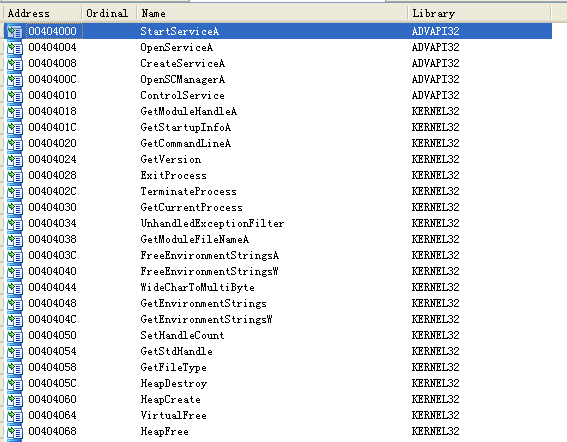 Address Ordinal Name Library
00404000 StartServiceA ADVAPI32
00404004 OpenServiceA ADVAPI32
00404008 CreateServiceA ADVAPI32
0040400C OpenSCManagerA ADVAPI32
00404010 ControlService ADVAPI32
00404018 GetModuleHandleA KERNEL32
0040401C GetStartupInfoA KERNEL32
00404020 GetCommandLineA KERNEL32
00404024 GetVersion KERNEL32
00404028 ExitProcess KERNEL32
0040402C TerminateProcess KERNEL32
00404030 GetCurrentProcess KERNEL32
00404034 UnhandledExceptionFilter KERNEL32
00404038 GetModuleFileNameA KERNEL32
0040403C FreeEnvironmentStringsA KERNEL32
00404040 FreeEnvironmentStringsW KERNEL32
00404044 WideCharToMultiByte KERNEL32
00404048 GetEnvironmentStrings KERNEL32
0040404C GetEnvironmentStringsW KERNEL32
00404050 SetHandleCount KERNEL32
00404054 GetStdHandle KERNEL32
00404058 GetFileType KERNEL32
0040405C HeapDestroy KERNEL32
00404060 HeapCreate KERNEL32
00404064 VirtualFree KERNEL32
00404068 HeapFree KERNEL32